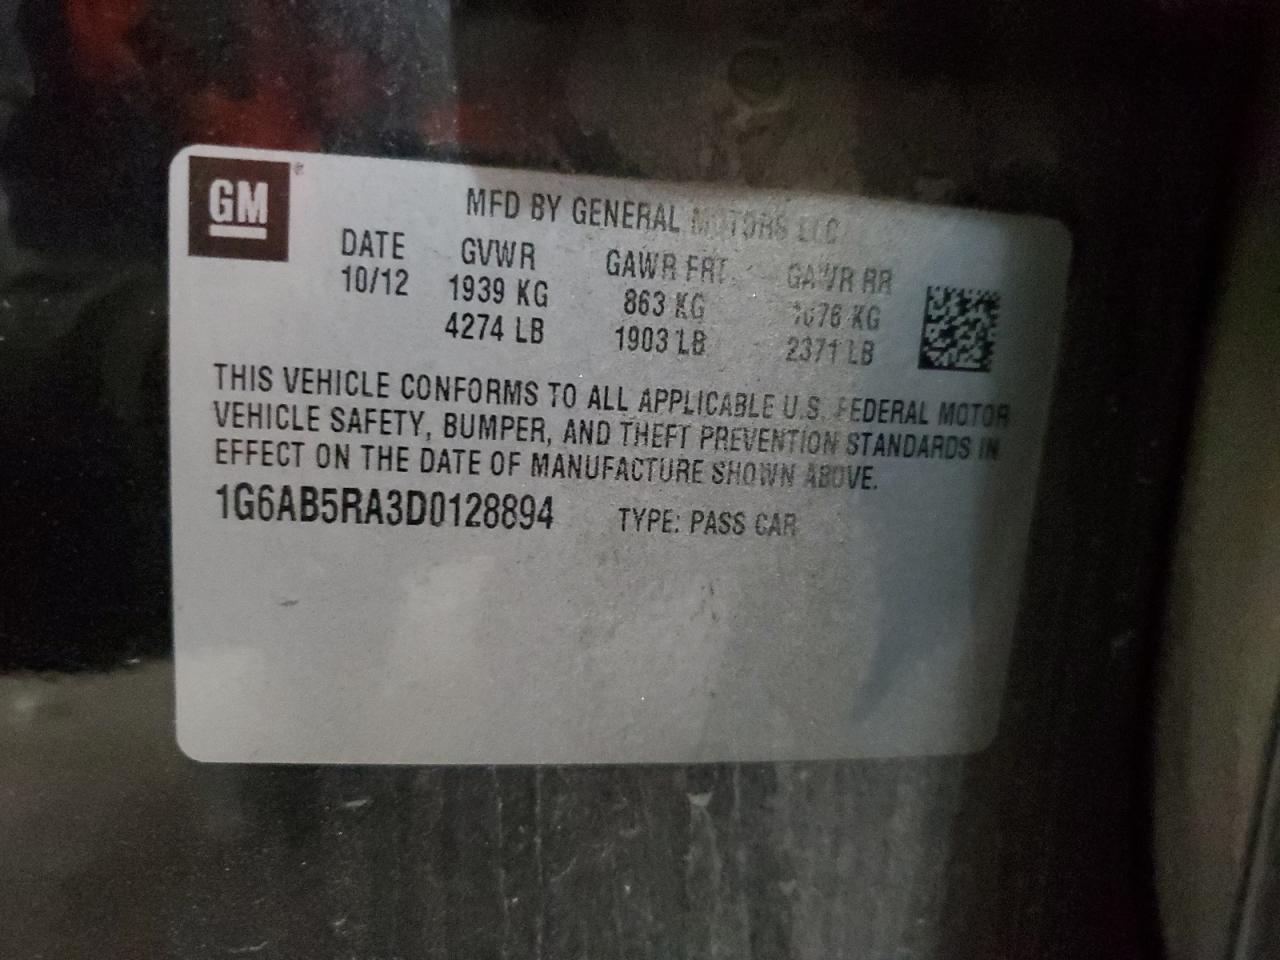 GM
MFD BY GENERAL MOTORS LLC
DATE GVWR GAWR FRT GAWR RR
10/12 1939 KG 863 KG 1076 KG
4274 LB 1903 LB 2371 LB
THIS VEHICLE CONFORMS TO ALL APPLICABLE U.S. FEDERAL MOTOR
VEHICLE SAFETY, BUMPER, AND THEFT PREVENTION STANDARDS IN
EFFECT ON THE DATE OF MANUFACTURE SHOWN ABOVE.
1G6AB5RA3D0128894 TYPE: PASS CAR